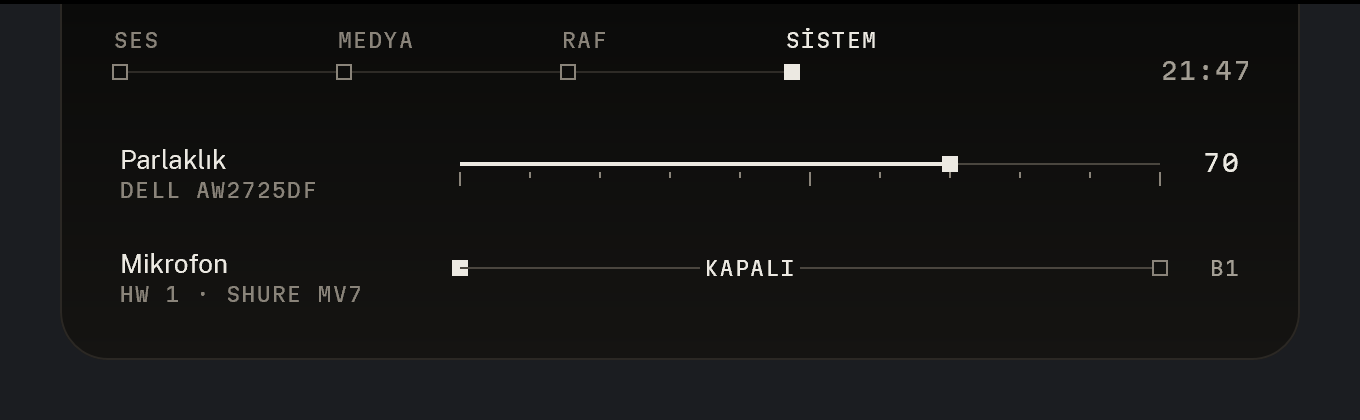 SES MEDYA RAF SİSTEM
21:47
Parlaklık 70
DELL AW2725DF
Mikrofon KAPALI B1
HW 1 · SHURE MV7